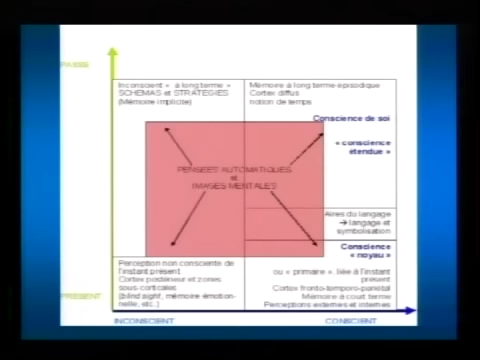 PASSE
Inconscient « à long terme »
SCHEMAS et STRATEGIES
(Mémoire implicite)
Mémoire à long terme épisodique
Cortex diffus
notion de temps
Conscience de soi
« conscience
étendue »
PENSEES AUTOMATIQUES
et
IMAGES MENTALES
Aires du langage
→ langage et
symbolisation
Conscience
« noyau »
Perception non consciente de
l'instant présent
Cortex postérieur et zones
sous-corticales
(blind sight, mémoire émotion-
nelle, etc.)
ou « primaire », liée à l'instant
présent
Cortex fronto-temporo-pariétal
Mémoire à court terme
Perceptions externes et internes
PRESENT
INCONSCIENT
CONSCIENT